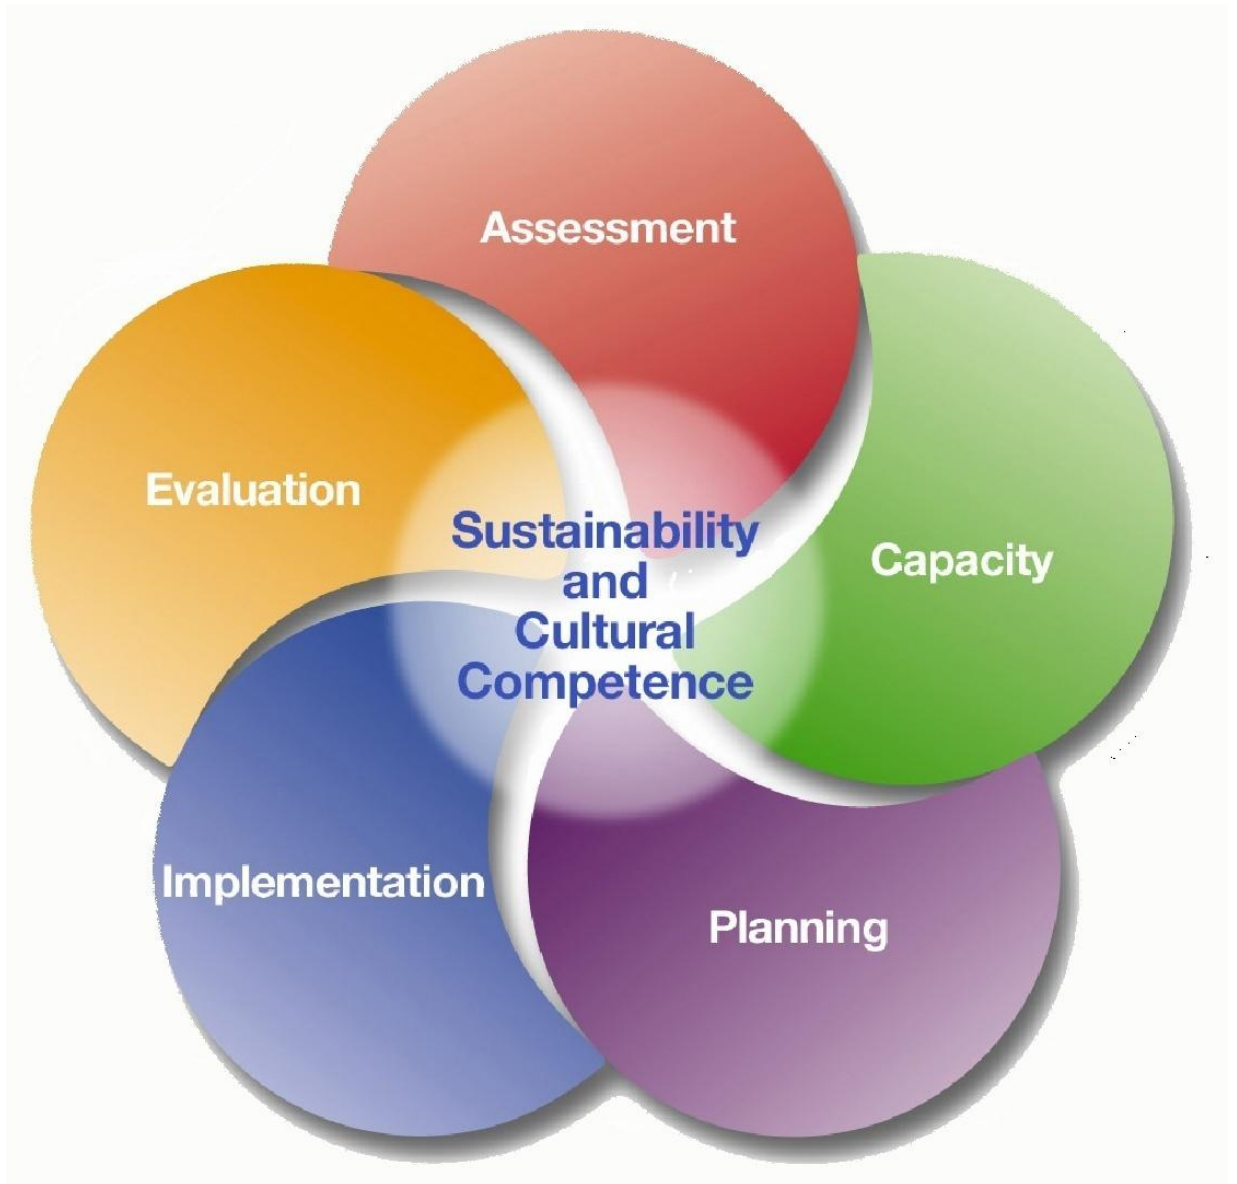 Assessment
Capacity
Planning
Implementation
Evaluation
Sustainability
and
Cultural
Competence